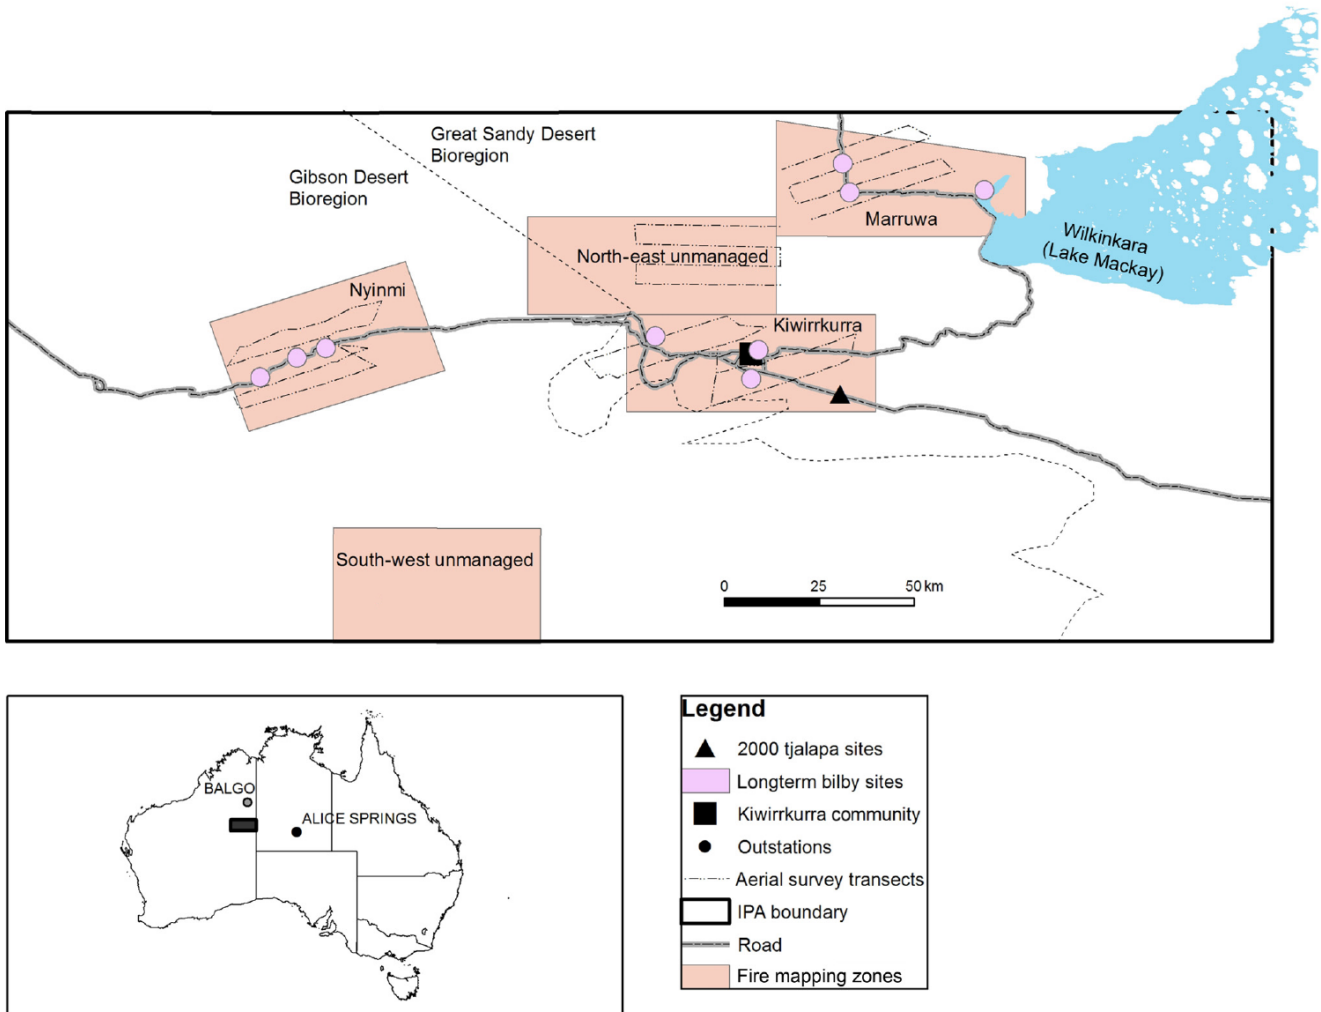 Great Sandy Desert
Bioregion
Gibson Desert
Bioregion
Marruwa
Wilkinkara
(Lake Mackay)
North-east unmanaged
Nyinmi
Kiwirrkurra
South-west unmanaged
0 25 50 km
BALGO
ALICE SPRINGS
Legend
2000 tjalapa sites
Longterm bilby sites
Kiwirrkurra community
Outstations
Aerial survey transects
IPA boundary
Road
Fire mapping zones